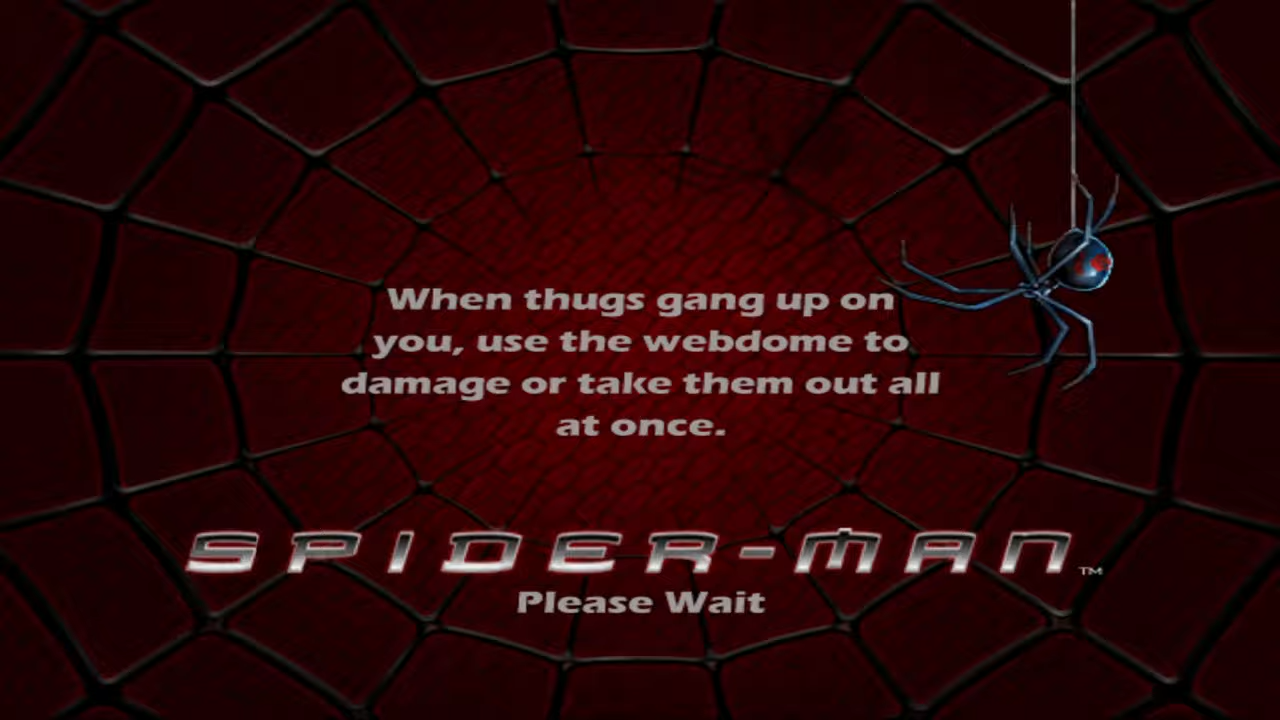 When thugs gang up on
you, use the webdome to
damage or take them out all
at once.
SPIDER-MAN™
Please Wait